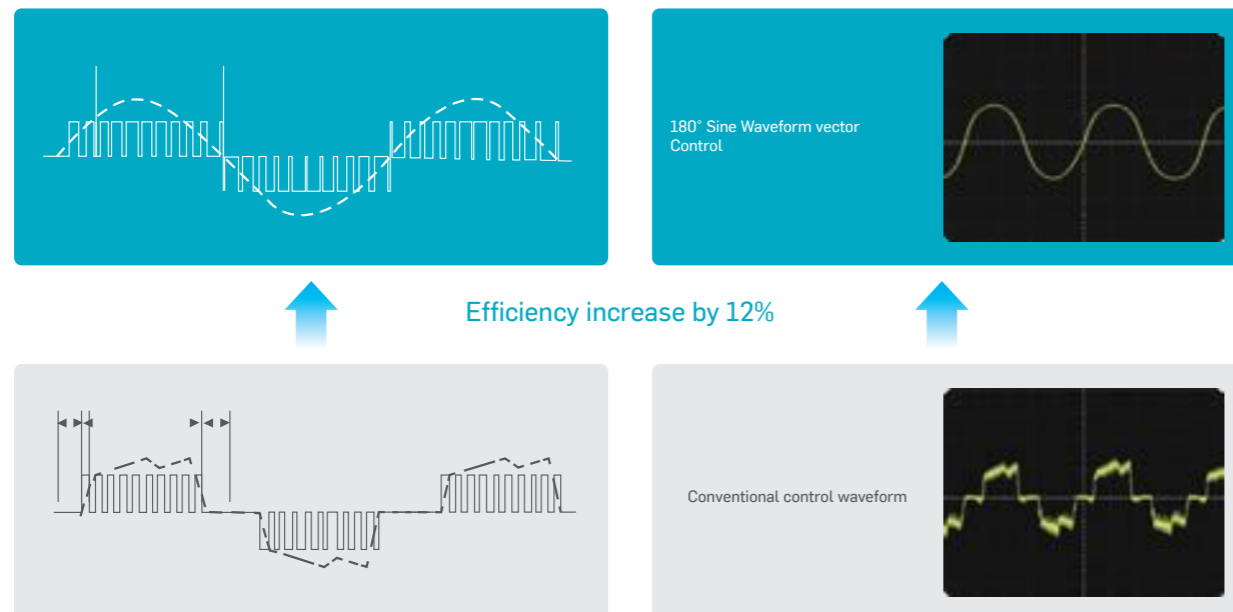 180° Sine Waveform vector
Control
Efficiency increase by 12%
Conventional control waveform